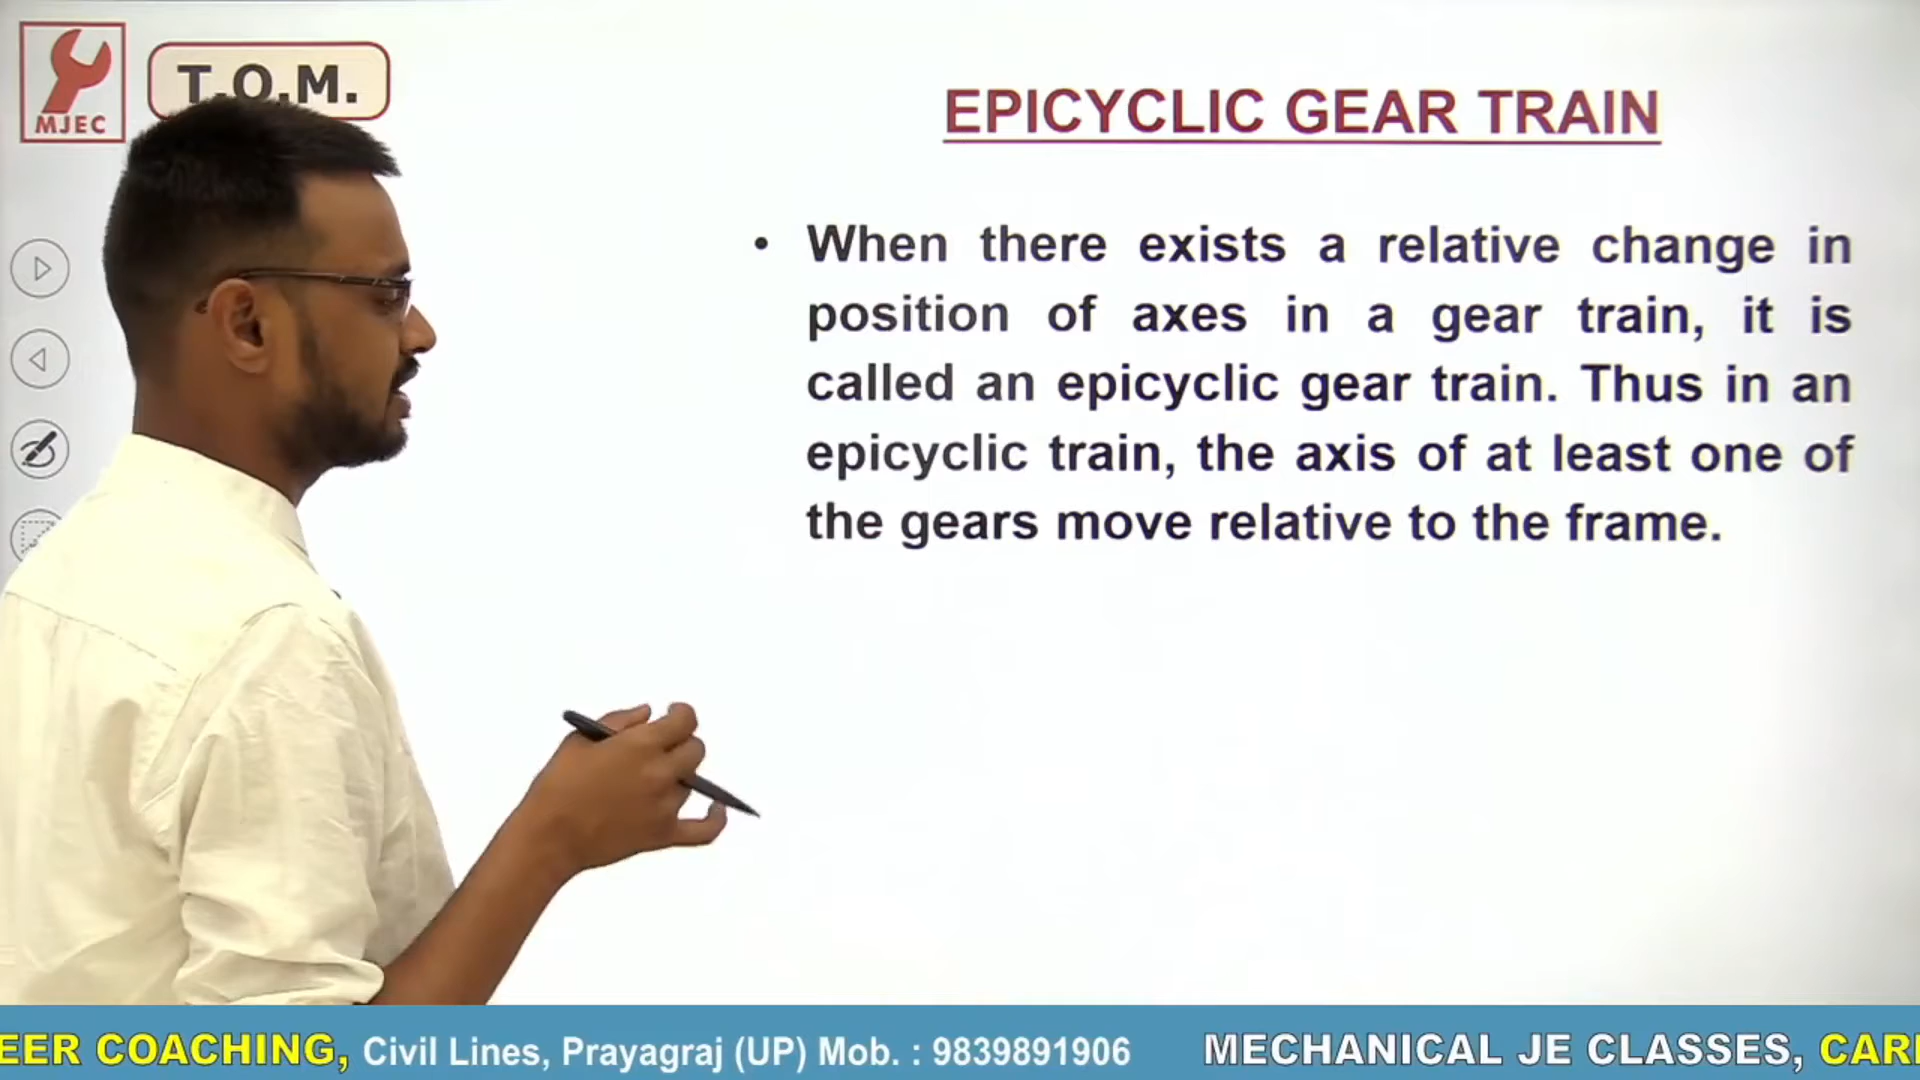 MJEC
T.O.M.
EPICYCLIC GEAR TRAIN
• When there exists a relative change in
position of axes in a gear train, it is
called an epicyclic gear train. Thus in an
epicyclic train, the axis of at least one of
the gears move relative to the frame.
EER COACHING, Civil Lines, Prayagraj (UP) Mob. : 9839891906 MECHANICAL JE CLASSES, CAR